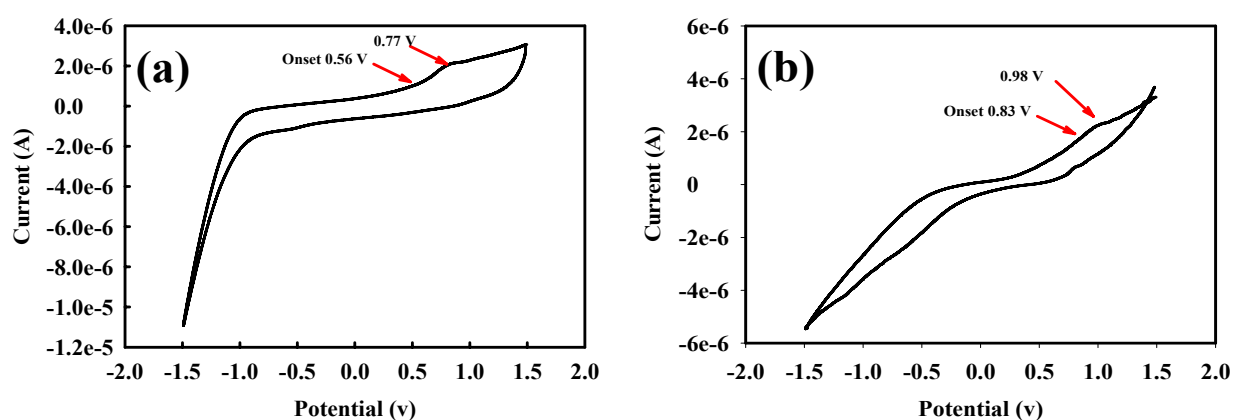 (a)
4.0e-6
2.0e-6
0.0
-2.0e-6
-4.0e-6
-6.0e-6
-8.0e-6
-1.0e-5
-1.2e-5
Current (A)
0.77 V
Onset 0.56 V
-2.0 -1.5 -1.0 -0.5 0.0 0.5 1.0 1.5 2.0
Potential (v)
(b)
4e-6
2e-6
0
-2e-6
-4e-6
-6e-6
Current (A)
0.98 V
Onset 0.83 V
-2.0 -1.5 -1.0 -0.5 0.0 0.5 1.0 1.5 2.0
Potential (v)